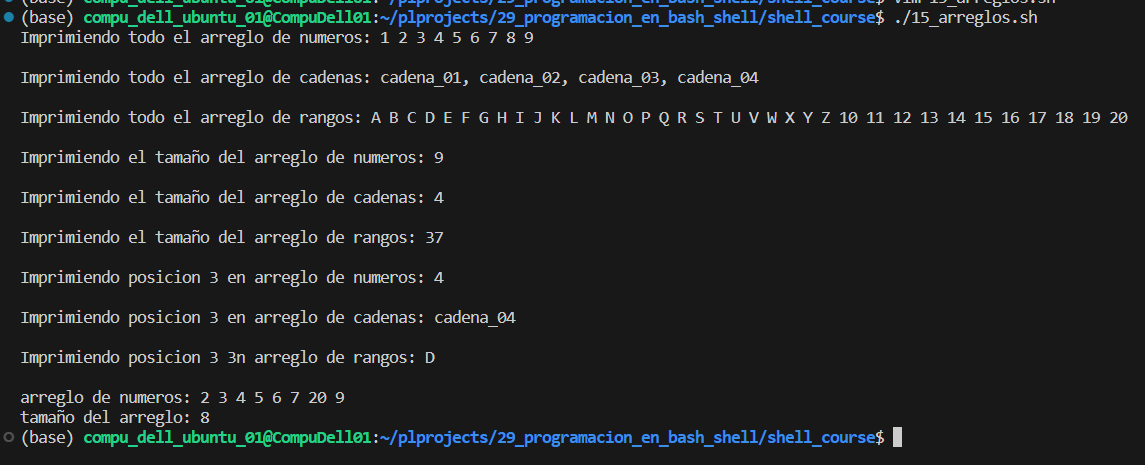 (base) compu_dell_ubuntu_01@CompuDell01:~/plprojects/29_programacion_en_bash_shell/shell_course$ vim 15_arreglos.sh
(base) compu_dell_ubuntu_01@CompuDell01:~/plprojects/29_programacion_en_bash_shell/shell_course$ ./15_arreglos.sh
Imprimiendo todo el arreglo de numeros: 1 2 3 4 5 6 7 8 9
Imprimiendo todo el arreglo de cadenas: cadena_01, cadena_02, cadena_03, cadena_04
Imprimiendo todo el arreglo de rangos: A B C D E F G H I J K L M N O P Q R S T U V W X Y Z 10 11 12 13 14 15 16 17 18 19 20
Imprimiendo el tamaño del arreglo de numeros: 9
Imprimiendo el tamaño del arreglo de cadenas: 4
Imprimiendo el tamaño del arreglo de rangos: 37
Imprimiendo posicion 3 en arreglo de numeros: 4
Imprimiendo posicion 3 en arreglo de cadenas: cadena_04
Imprimiendo posicion 3 3n arreglo de rangos: D
arreglo de numeros: 2 3 4 5 6 7 20 9
tamaño del arreglo: 8
(base) compu_dell_ubuntu_01@CompuDell01:~/plprojects/29_programacion_en_bash_shell/shell_course$